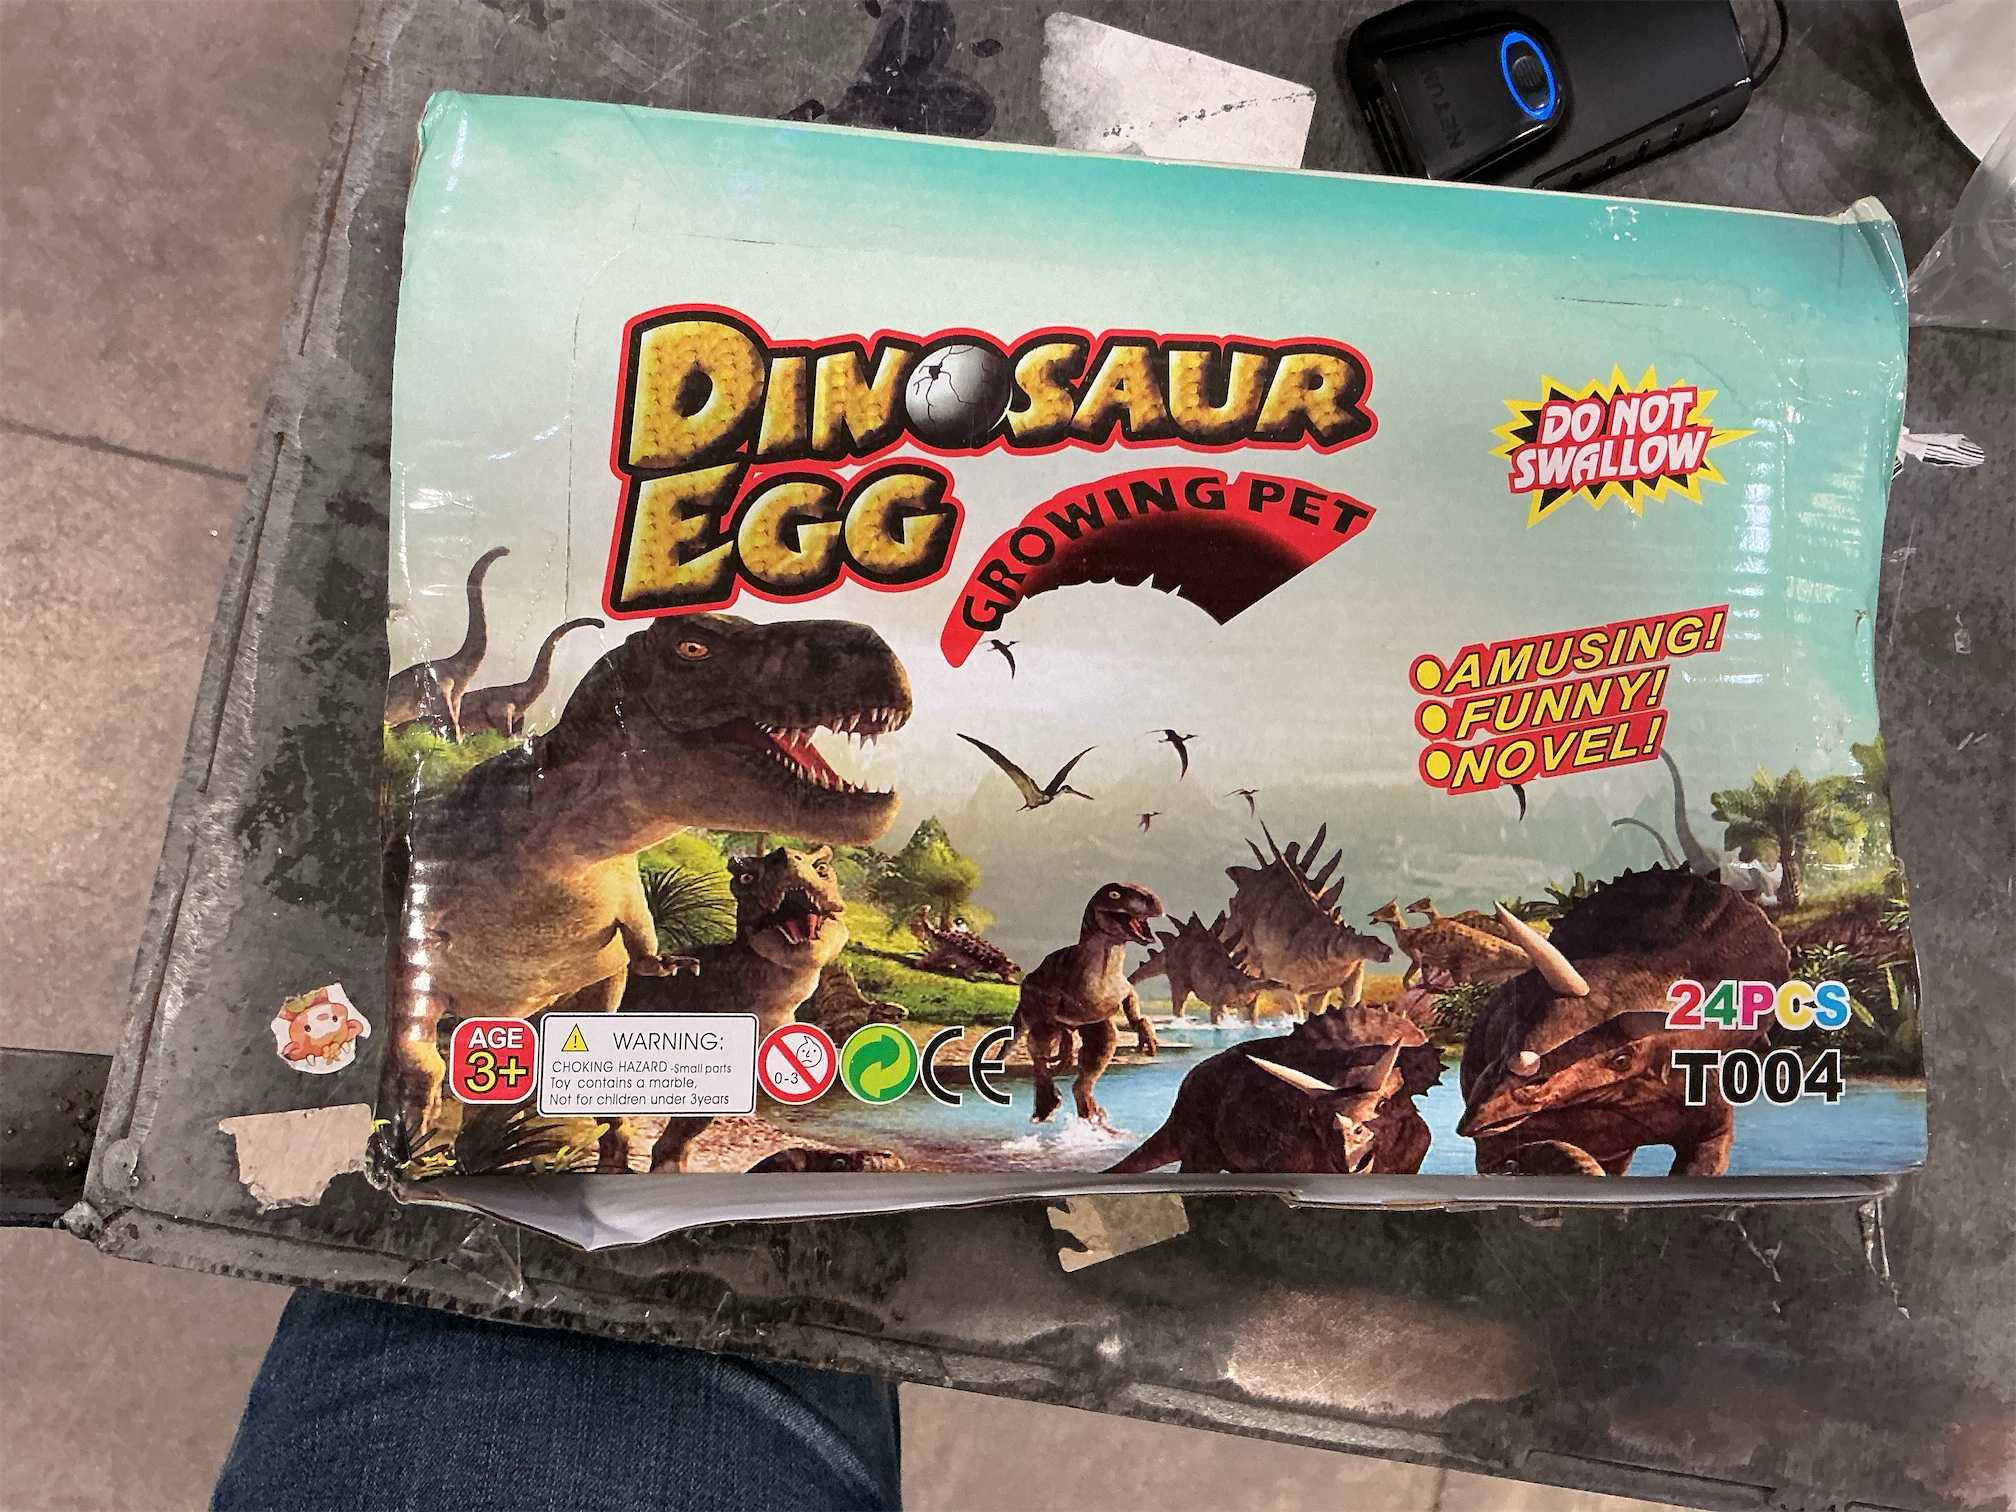 DINOSAUR
EGG
GROWING PET
DO NOT
SWALLOW
AMUSING!
FUNNY!
NOVEL!
AGE
3+
WARNING:
CHOKING HAZARD -Small parts
Toy contains a marble,
Not for children under 3years
0-3
CE
24PCS
T004
NETUM